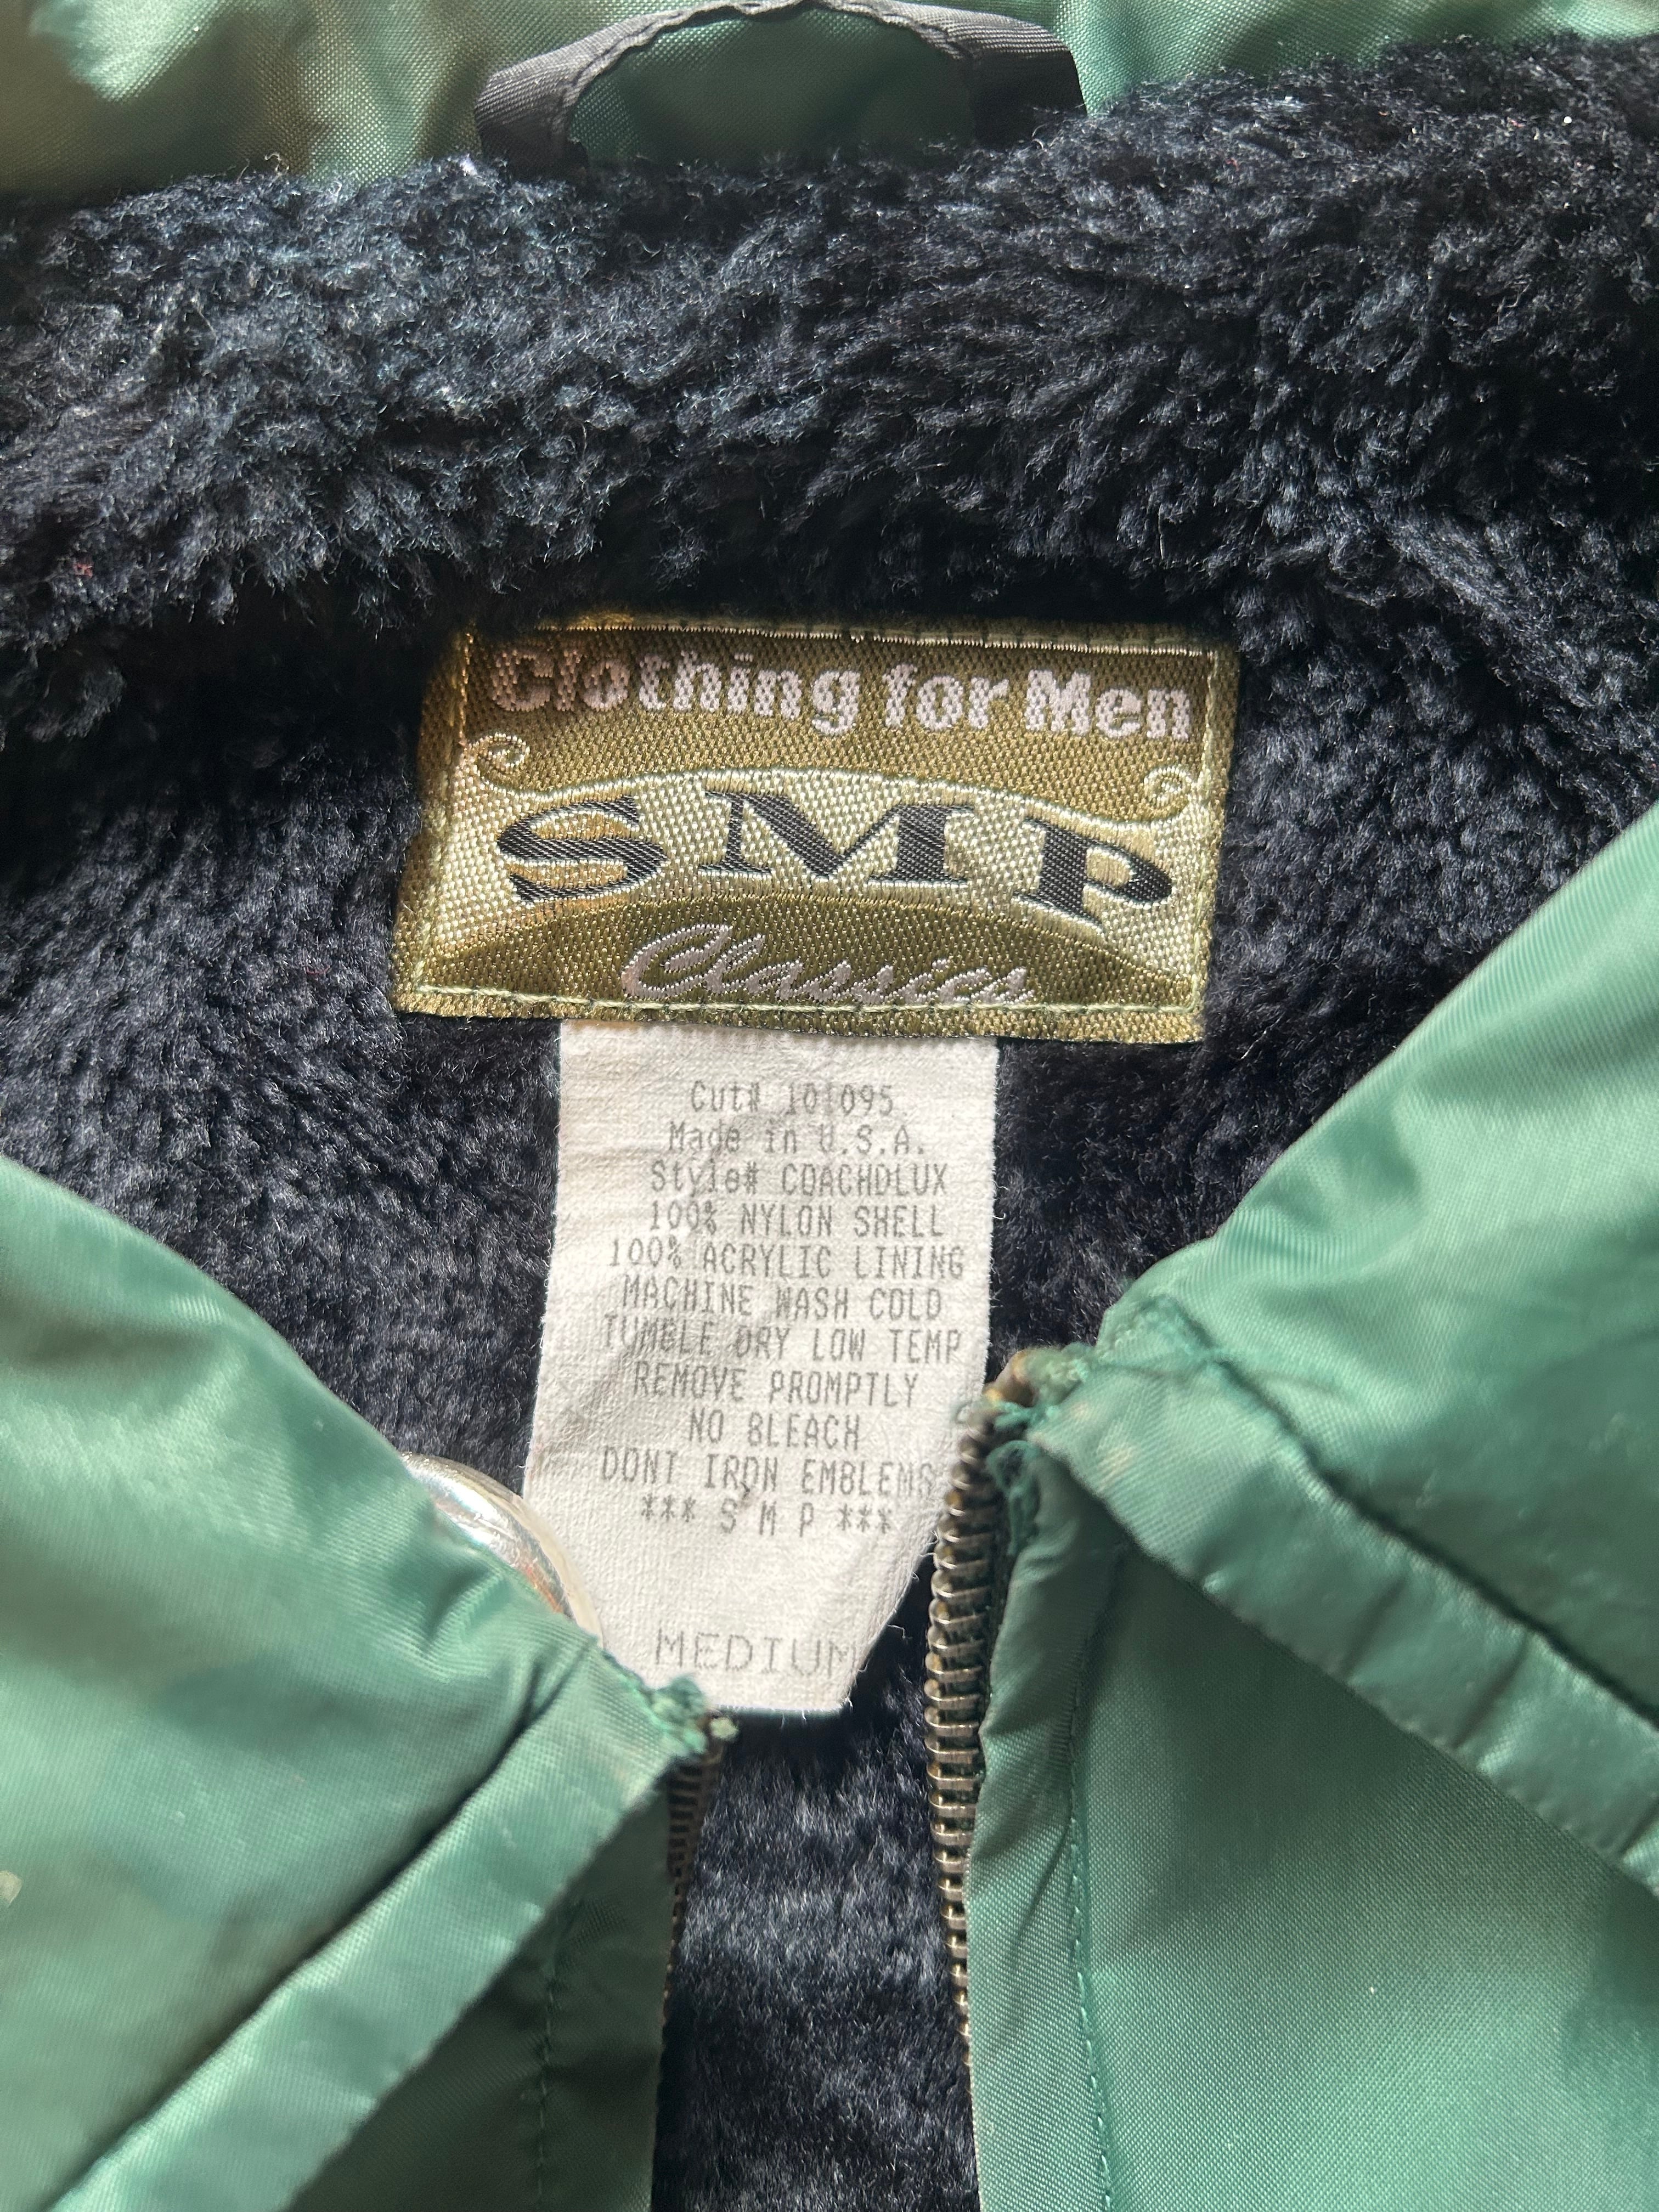 Clothing for Men
SMP
Classics
Cut# 101095
Made in U.S.A.
Style# COACHDLUX
100% NYLON SHELL
100% ACRYLIC LINING
MACHINE WASH COLD
TUMBLE DRY LOW TEMP
REMOVE PROMPTLY
NO BLEACH
DONT IRON EMBLEMS
*** S M P ***
MEDIUM